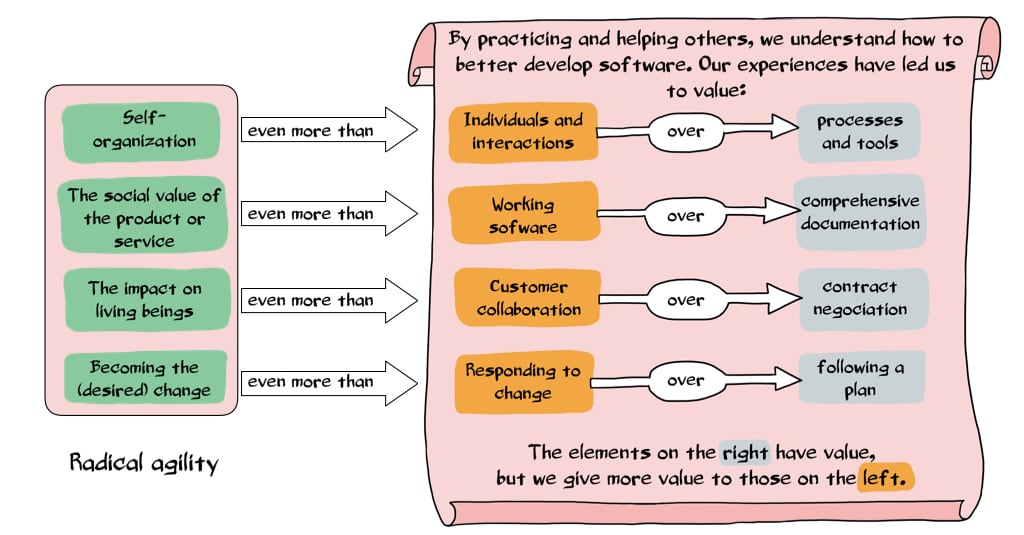 By practicing and helping others, we understand how to
better develop software. Our experiences have led us
to value:
Self-
organization
even more than
Individuals and
interactions
over
processes
and tools
The social value of
the product or
service
even more than
Working
sofware
over
comprehensive
documentation
The impact on
living beings
even more than
Customer
collaboration
over
contract
negociation
Becoming the
(desired) change
even more than
Responding to
change
over
following a
plan
Radical agility
The elements on the right have value,
but we give more value to those on the left.